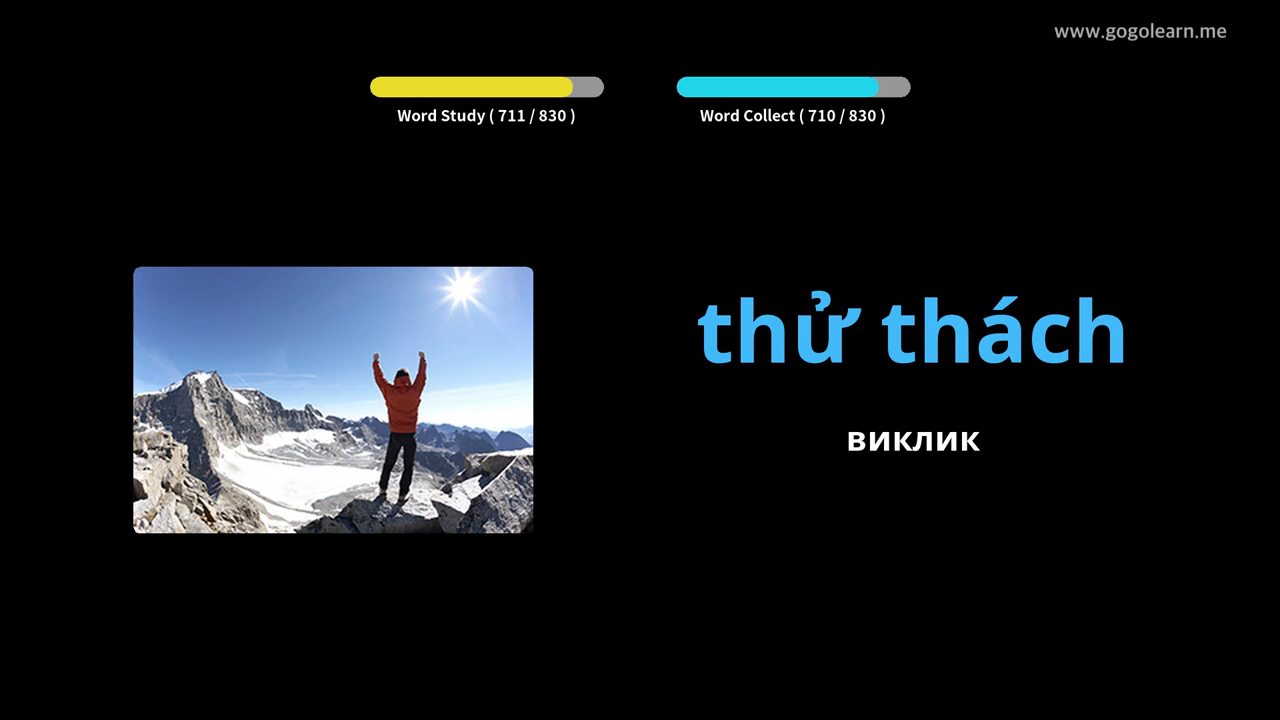 www.gogolearn.me
Word Study ( 711 / 830 )
Word Collect ( 710 / 830 )
thử thách
виклик